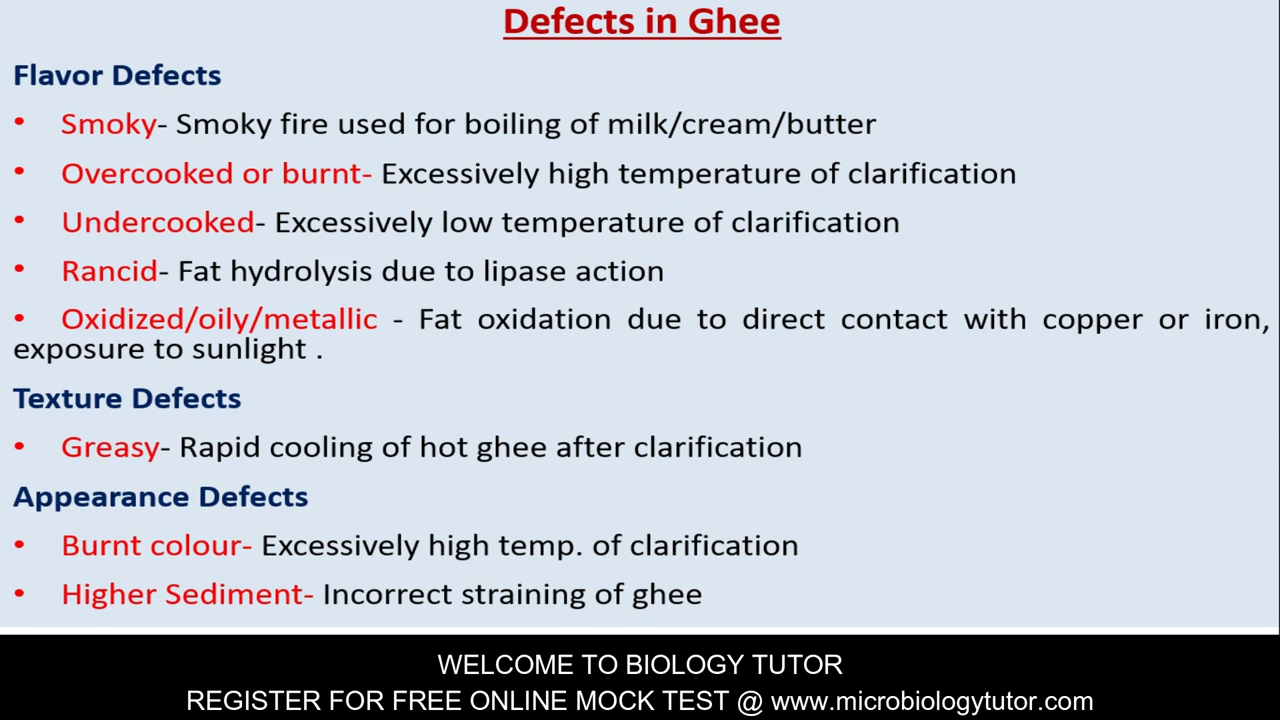 Defects in Ghee
Flavor Defects
• Smoky- Smoky fire used for boiling of milk/cream/butter
• Overcooked or burnt- Excessively high temperature of clarification
• Undercooked- Excessively low temperature of clarification
• Rancid- Fat hydrolysis due to lipase action
• Oxidized/oily/metallic - Fat oxidation due to direct contact with copper or iron,
exposure to sunlight .
Texture Defects
• Greasy- Rapid cooling of hot ghee after clarification
Appearance Defects
• Burnt colour- Excessively high temp. of clarification
• Higher Sediment- Incorrect straining of ghee
WELCOME TO BIOLOGY TUTOR
REGISTER FOR FREE ONLINE MOCK TEST @ www.microbiologytutor.com